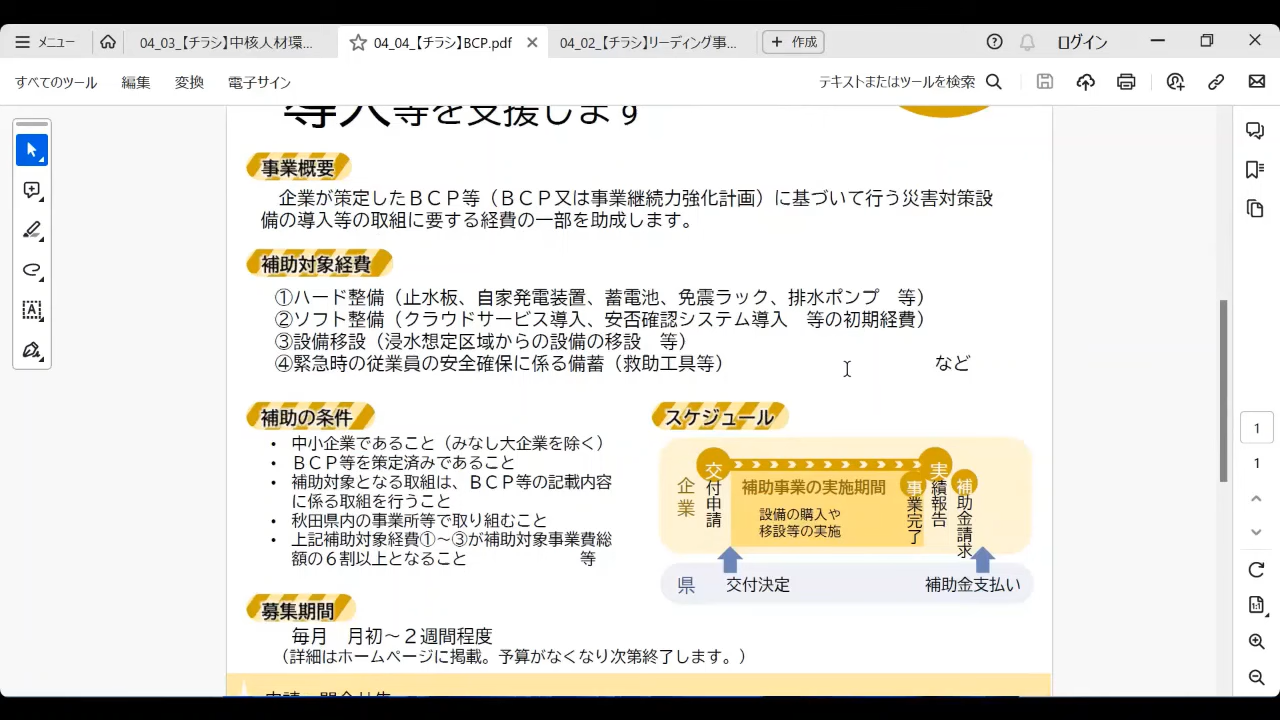 メニュー
04_03_【チラシ】中核人材環...
04_04_【チラシ】BCP.pdf
04_02_【チラシ】リーディング事...
作成
ログイン
すべてのツール
編集
変換
電子サイン
テキストまたはツールを検索
導入等を支援します
事業概要
企業が策定したＢＣＰ等（ＢＣＰ又は事業継続力強化計画）に基づいて行う災害対策設
備の導入等の取組に要する経費の一部を助成します。
補助対象経費
①ハード整備（止水板、自家発電装置、蓄電池、免震ラック、排水ポンプ　等）
②ソフト整備（クラウドサービス導入、安否確認システム導入　等の初期経費）
③設備移設（浸水想定区域からの設備の移設　等）
④緊急時の従業員の安全確保に係る備蓄（救助工具等）　など
補助の条件
• 中小企業であること（みなし大企業を除く）
• ＢＣＰ等を策定済みであること
• 補助対象となる取組は、ＢＣＰ等の記載内容
に係る取組を行うこと
• 秋田県内の事業所等で取り組むこと
• 上記補助対象経費①～③が補助対象事業費総
額の６割以上となること　等
スケジュール
企業
交付申請
補助事業の実施期間
設備の購入や
移設等の実施
事業完了
実績報告
補助金請求
県
交付決定
補助金支払い
募集期間
毎月　月初～２週間程度
（詳細はホームページに掲載。予算がなくなり次第終了します。）
1
1